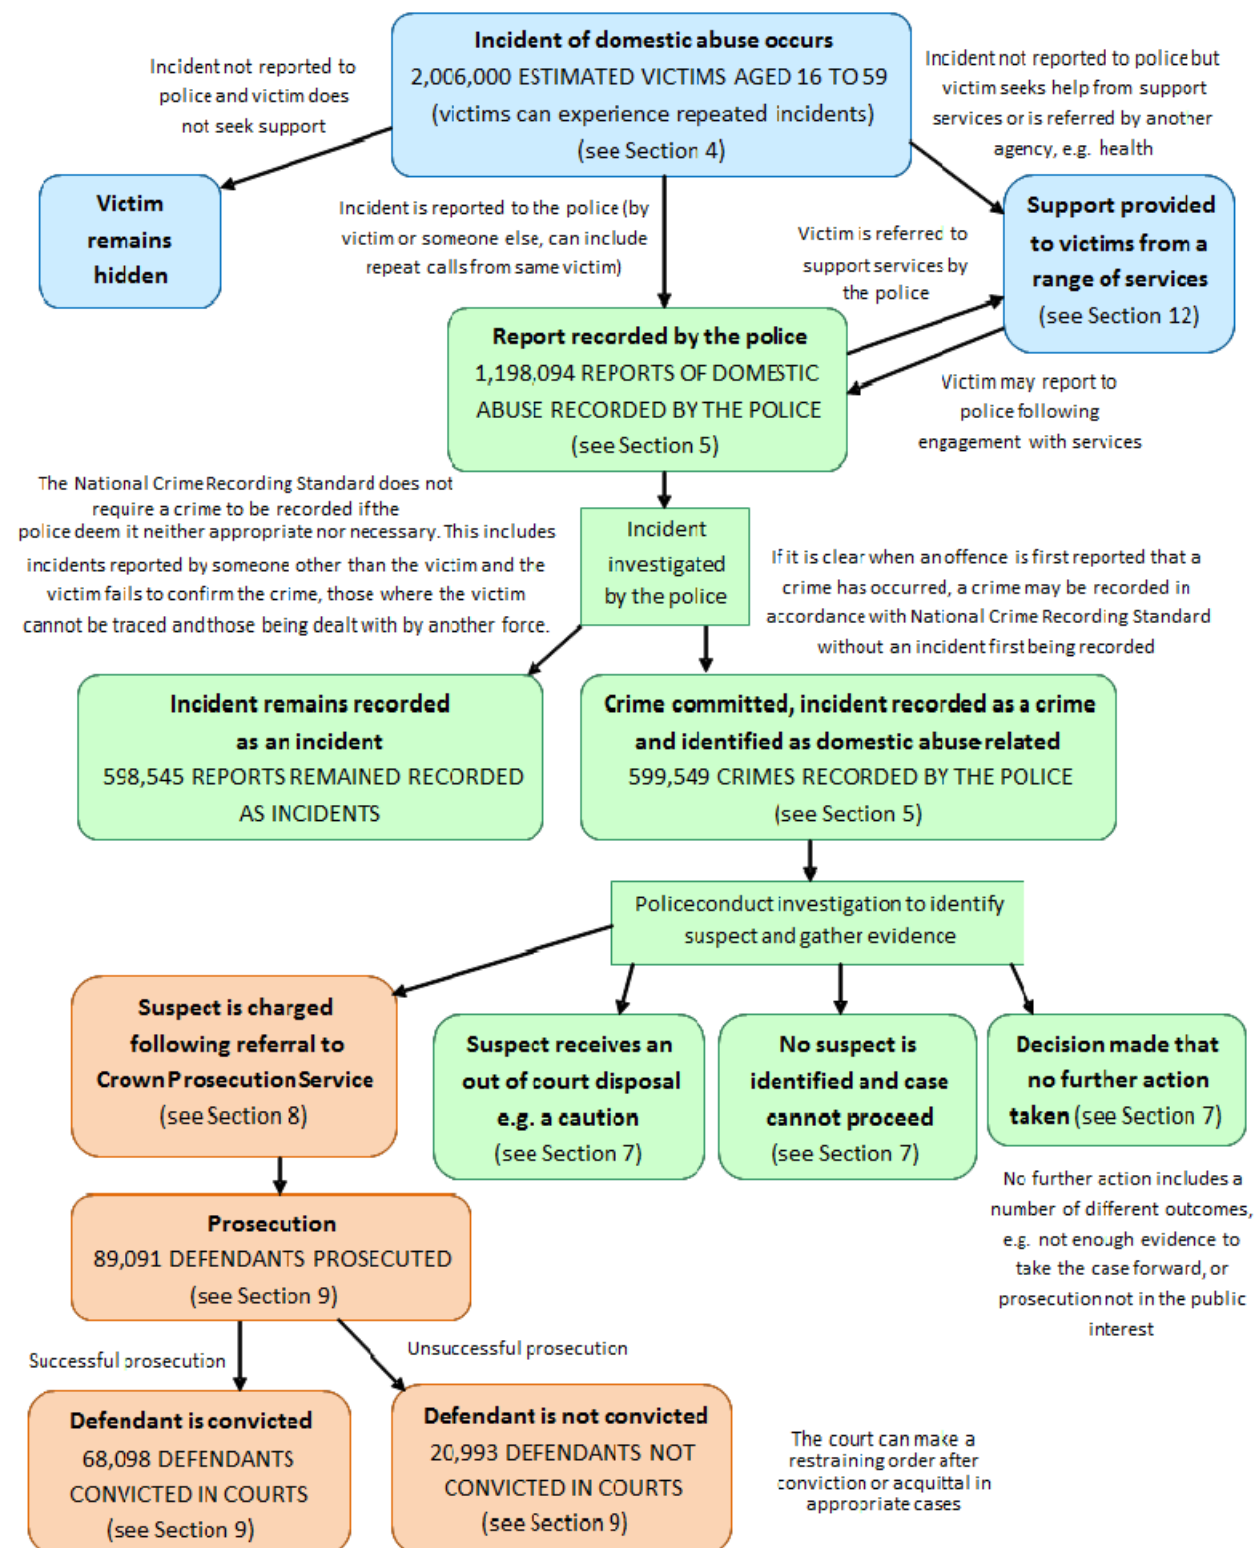 Incident of domestic abuse occurs
2,006,000 ESTIMATED VICTIMS AGED 16 TO 59
(victims can experience repeated incidents)
(see Section 4)
Incident not reported to
police and victim does
not seek support
Incident not reported to police but
victim seeks help from support
services or is referred by another
agency, e.g. health
Victim
remains
hidden
Incident is reported to the police (by
victim or someone else, can include
repeat calls from same victim)
Victim is referred to
support services by
the police
Support provided
to victims from a
range of services
(see Section 12)
Report recorded by the police
1,198,094 REPORTS OF DOMESTIC
ABUSE RECORDED BY THE POLICE
(see Section 5)
Victim may report to
police following
engagement with services
The National Crime Recording Standard does not
require a crime to be recorded if the
police deem it neither appropriate nor necessary. This includes
incidents reported by someone other than the victim and the
victim fails to confirm the crime, those where the victim
cannot be traced and those being dealt with by another force.
Incident
investigated
by the police
If it is clear when an offence is first reported that a
crime has occurred, a crime may be recorded in
accordance with National Crime Recording Standard
without an incident first being recorded
Incident remains recorded
as an incident
598,545 REPORTS REMAINED RECORDED
AS INCIDENTS
Crime committed, incident recorded as a crime
and identified as domestic abuse related
599,549 CRIMES RECORDED BY THE POLICE
(see Section 5)
Police conduct investigation to identify
suspect and gather evidence
Suspect is charged
following referral to
Crown Prosecution Service
(see Section 8)
Suspect receives an
out of court disposal
e.g. a caution
(see Section 7)
No suspect is
identified and case
cannot proceed
(see Section 7)
Decision made that
no further action
taken (see Section 7)
No further action includes a
number of different outcomes,
e.g. not enough evidence to
take the case forward, or
prosecution not in the public
interest
Prosecution
89,091 DEFENDANTS PROSECUTED
(see Section 9)
Successful prosecution
Unsuccessful prosecution
Defendant is convicted
68,098 DEFENDANTS
CONVICTED IN COURTS
(see Section 9)
Defendant is not convicted
20,993 DEFENDANTS NOT
CONVICTED IN COURTS
(see Section 9)
The court can make a
restraining order after
conviction or acquittal in
appropriate cases